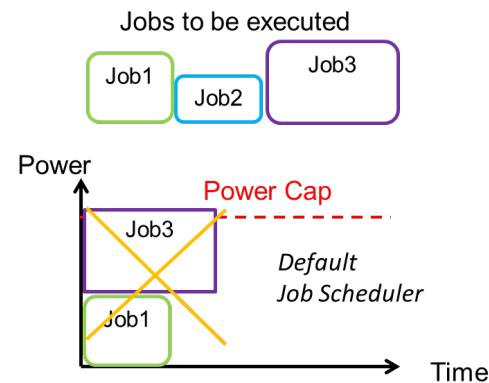 Jobs to be executed
Job1
Job2
Job3
Power
Power Cap
Job3
Default
Job Scheduler
Job1
Time